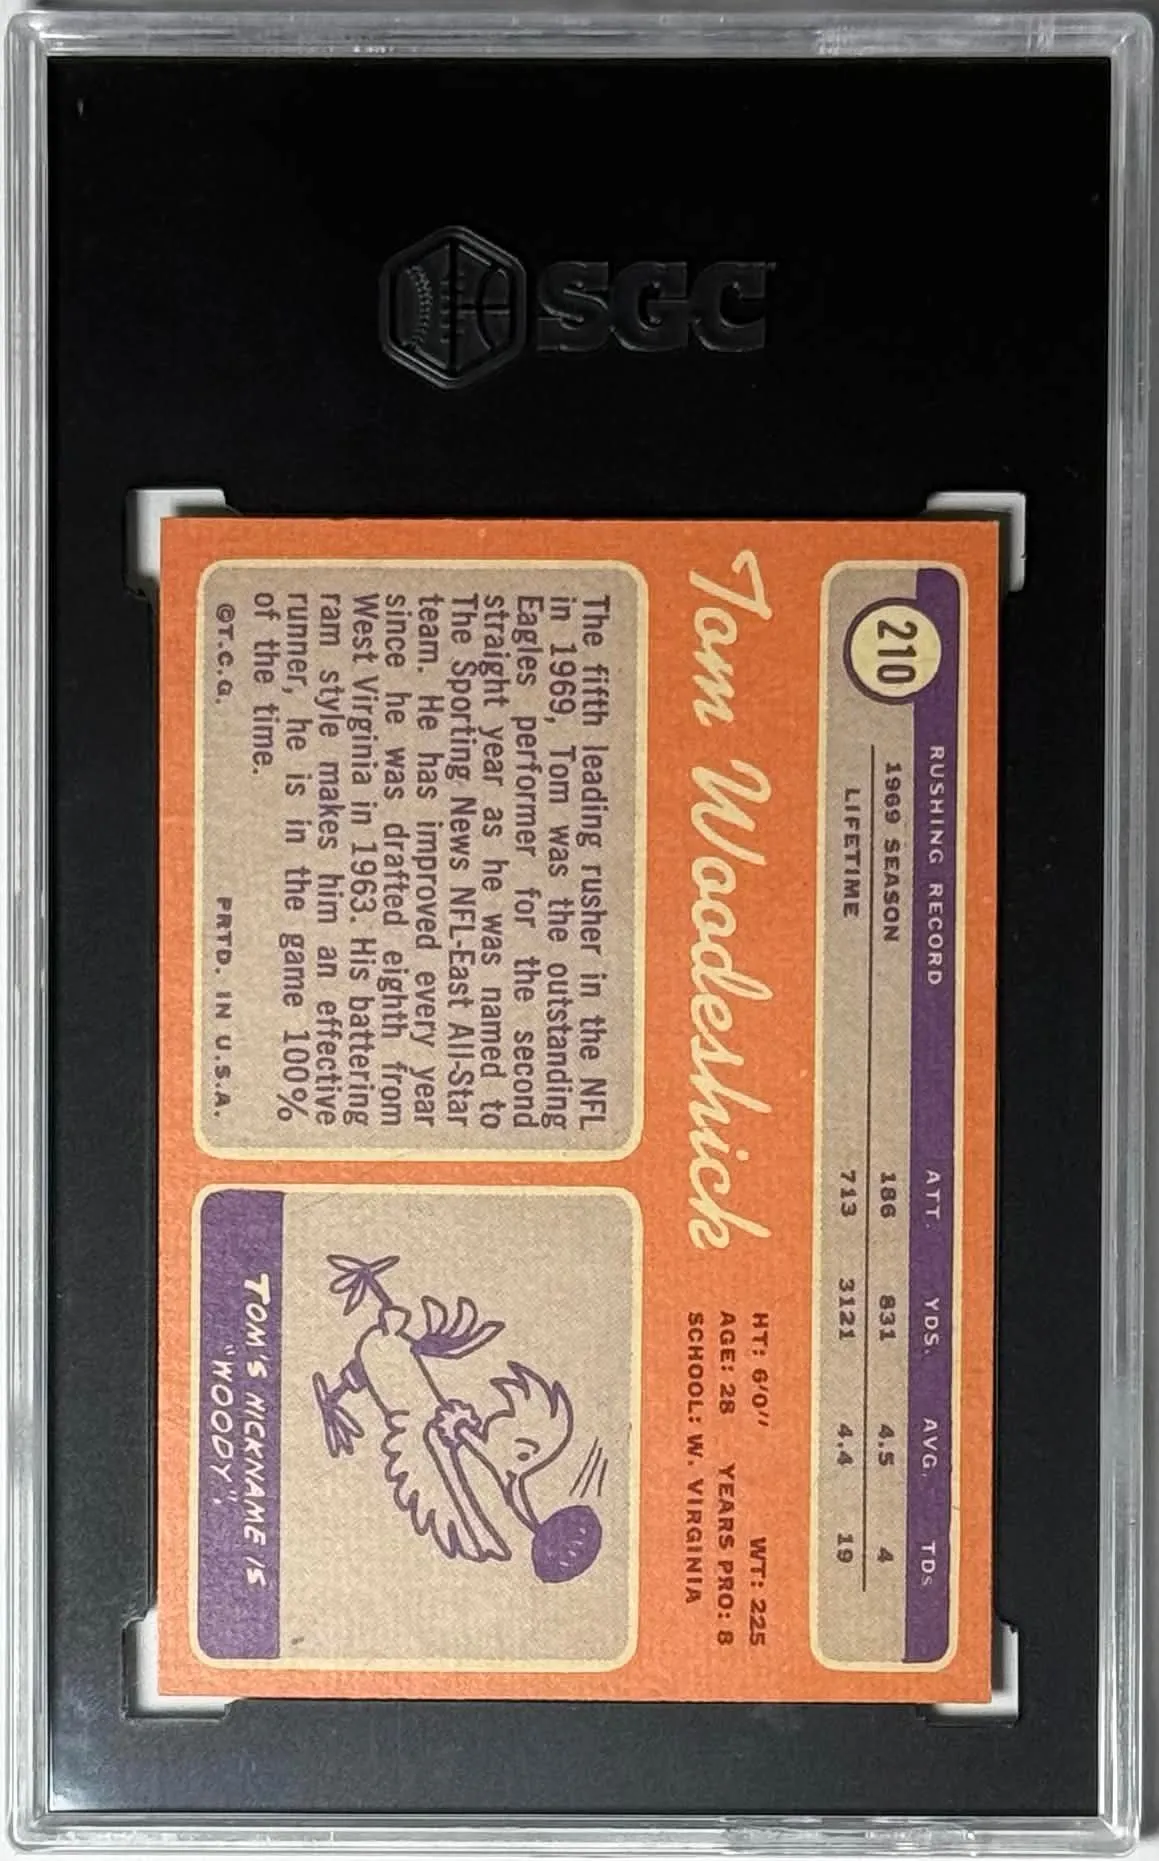 SGC
210
RUSHING RECORD ATT. YDS. AVG. TDs
1969 SEASON 186 831 4.5 4
LIFETIME 713 3121 4.4 19
Tom Woodeshick
HT: 6'0" WT: 225
AGE: 28 YEARS PRO: 8
SCHOOL: W. VIRGINIA
The fifth leading rusher in the NFL
in 1969, Tom was the outstanding
Eagles performer for the second
straight year as he was named to
The Sporting News NFL-East All-Star
team. He has improved every year
since he was drafted eighth from
West Virginia in 1963. His battering
ram style makes him an effective
runner, he is in the game 100%
of the time.
©T.C.G. PRTD. IN U.S.A.
TOM'S NICKNAME IS
"WOODY".